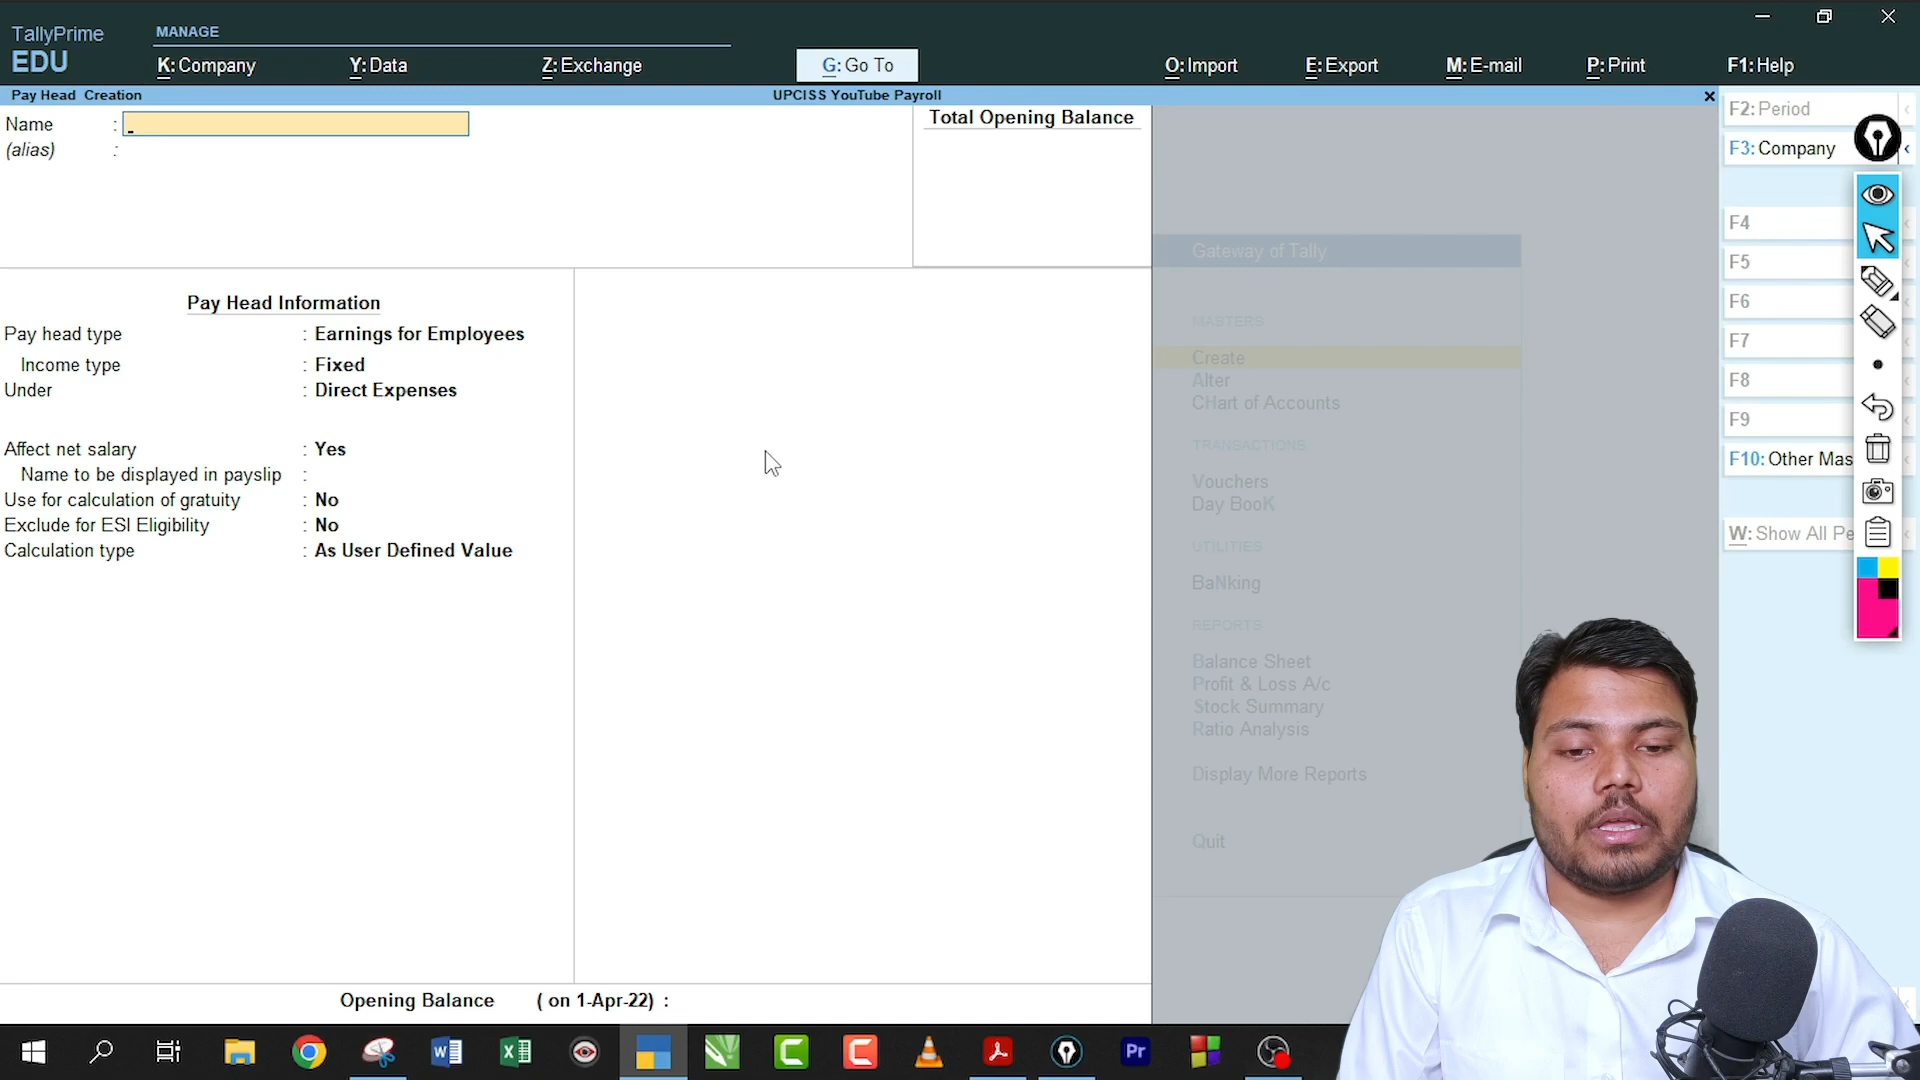 TallyPrime
EDU
MANAGE
K: Company
Y: Data
Z: Exchange
G: Go To
O: Import
E: Export
M: E-mail
P: Print
F1: Help
Pay Head Creation
UPCISS YouTube Payroll
Name :
(alias) :
Total Opening Balance
Pay Head Information
Pay head type : Earnings for Employees
Income type : Fixed
Under : Direct Expenses
Affect net salary : Yes
Name to be displayed in payslip :
Use for calculation of gratuity : No
Exclude for ESI Eligibility : No
Calculation type : As User Defined Value
Opening Balance ( on 1-Apr-22) :
Gateway of Tally
MASTERS
Create
Alter
CHart of Accounts
TRANSACTIONS
Vouchers
Day BooK
UTILITIES
BaNking
REPORTS
Balance Sheet
Profit & Loss A/c
Stock Summary
Ratio Analysis
Display More Reports
Quit
F2: Period
F3: Company
F4
F5
F6
F7
F8
F9
F10: Other Mas
W: Show All Pe
Pr